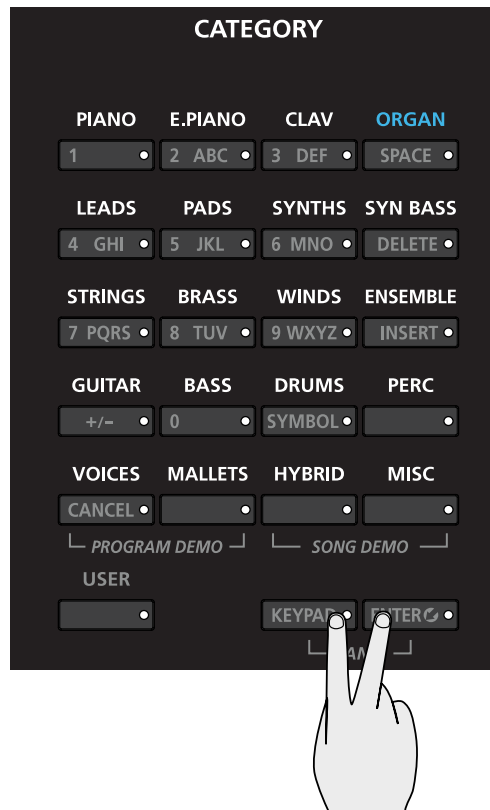 CATEGORY
PIANO E.PIANO CLAV ORGAN
1 2 ABC 3 DEF SPACE
LEADS PADS SYNTHS SYN BASS
4 GHI 5 JKL 6 MNO DELETE
STRINGS BRASS WINDS ENSEMBLE
7 PQRS 8 TUV 9 WXYZ INSERT
GUITAR BASS DRUMS PERC
+/- 0 SYMBOL
VOICES MALLETS HYBRID MISC
CANCEL
PROGRAM DEMO SONG DEMO
USER